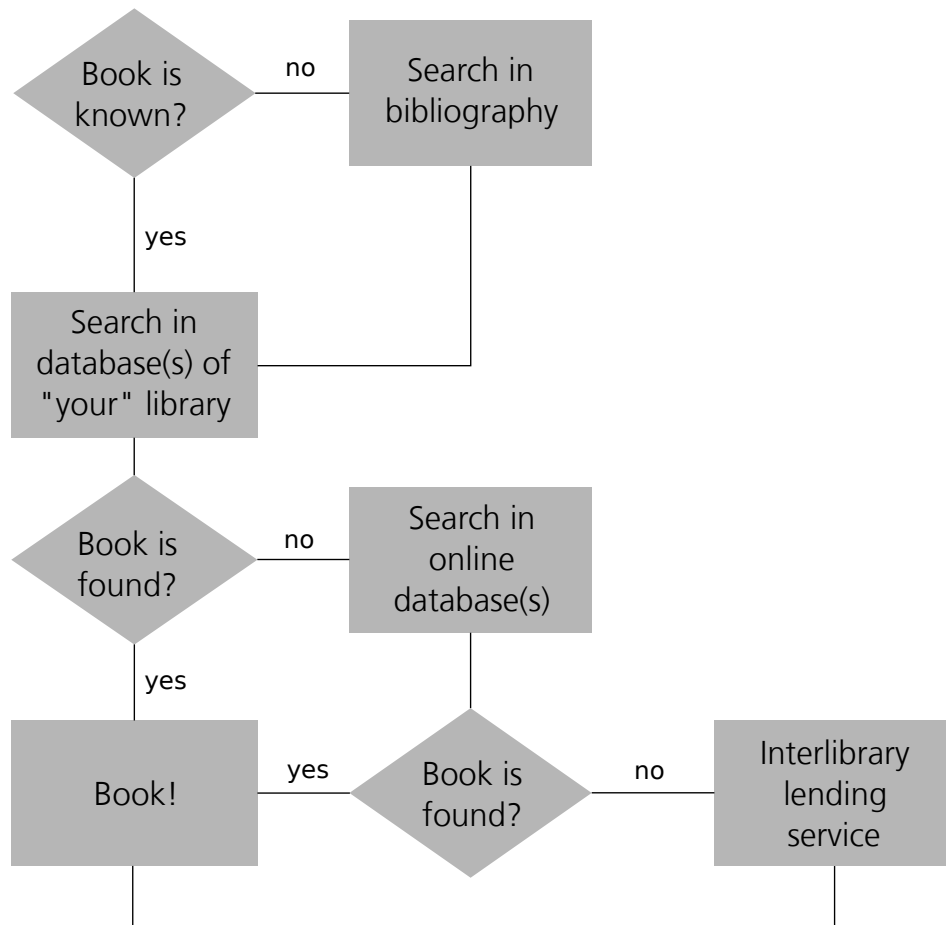 Book is
known?
no
Search in
bibliography
yes
Search in
database(s) of
"your" library
Book is
found?
no
Search in
online
database(s)
yes
Book!
yes
Book is
found?
no
Interlibrary
lending
service